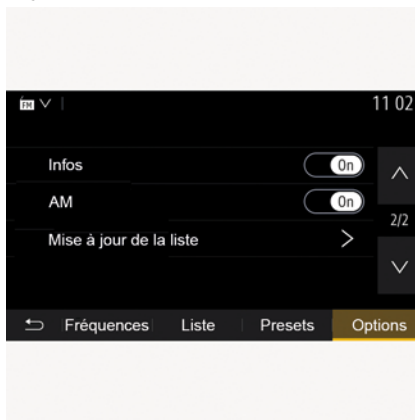 FM 11 02
Infos On
AM On
2/2
Mise à jour de la liste
Fréquences Liste Presets Options